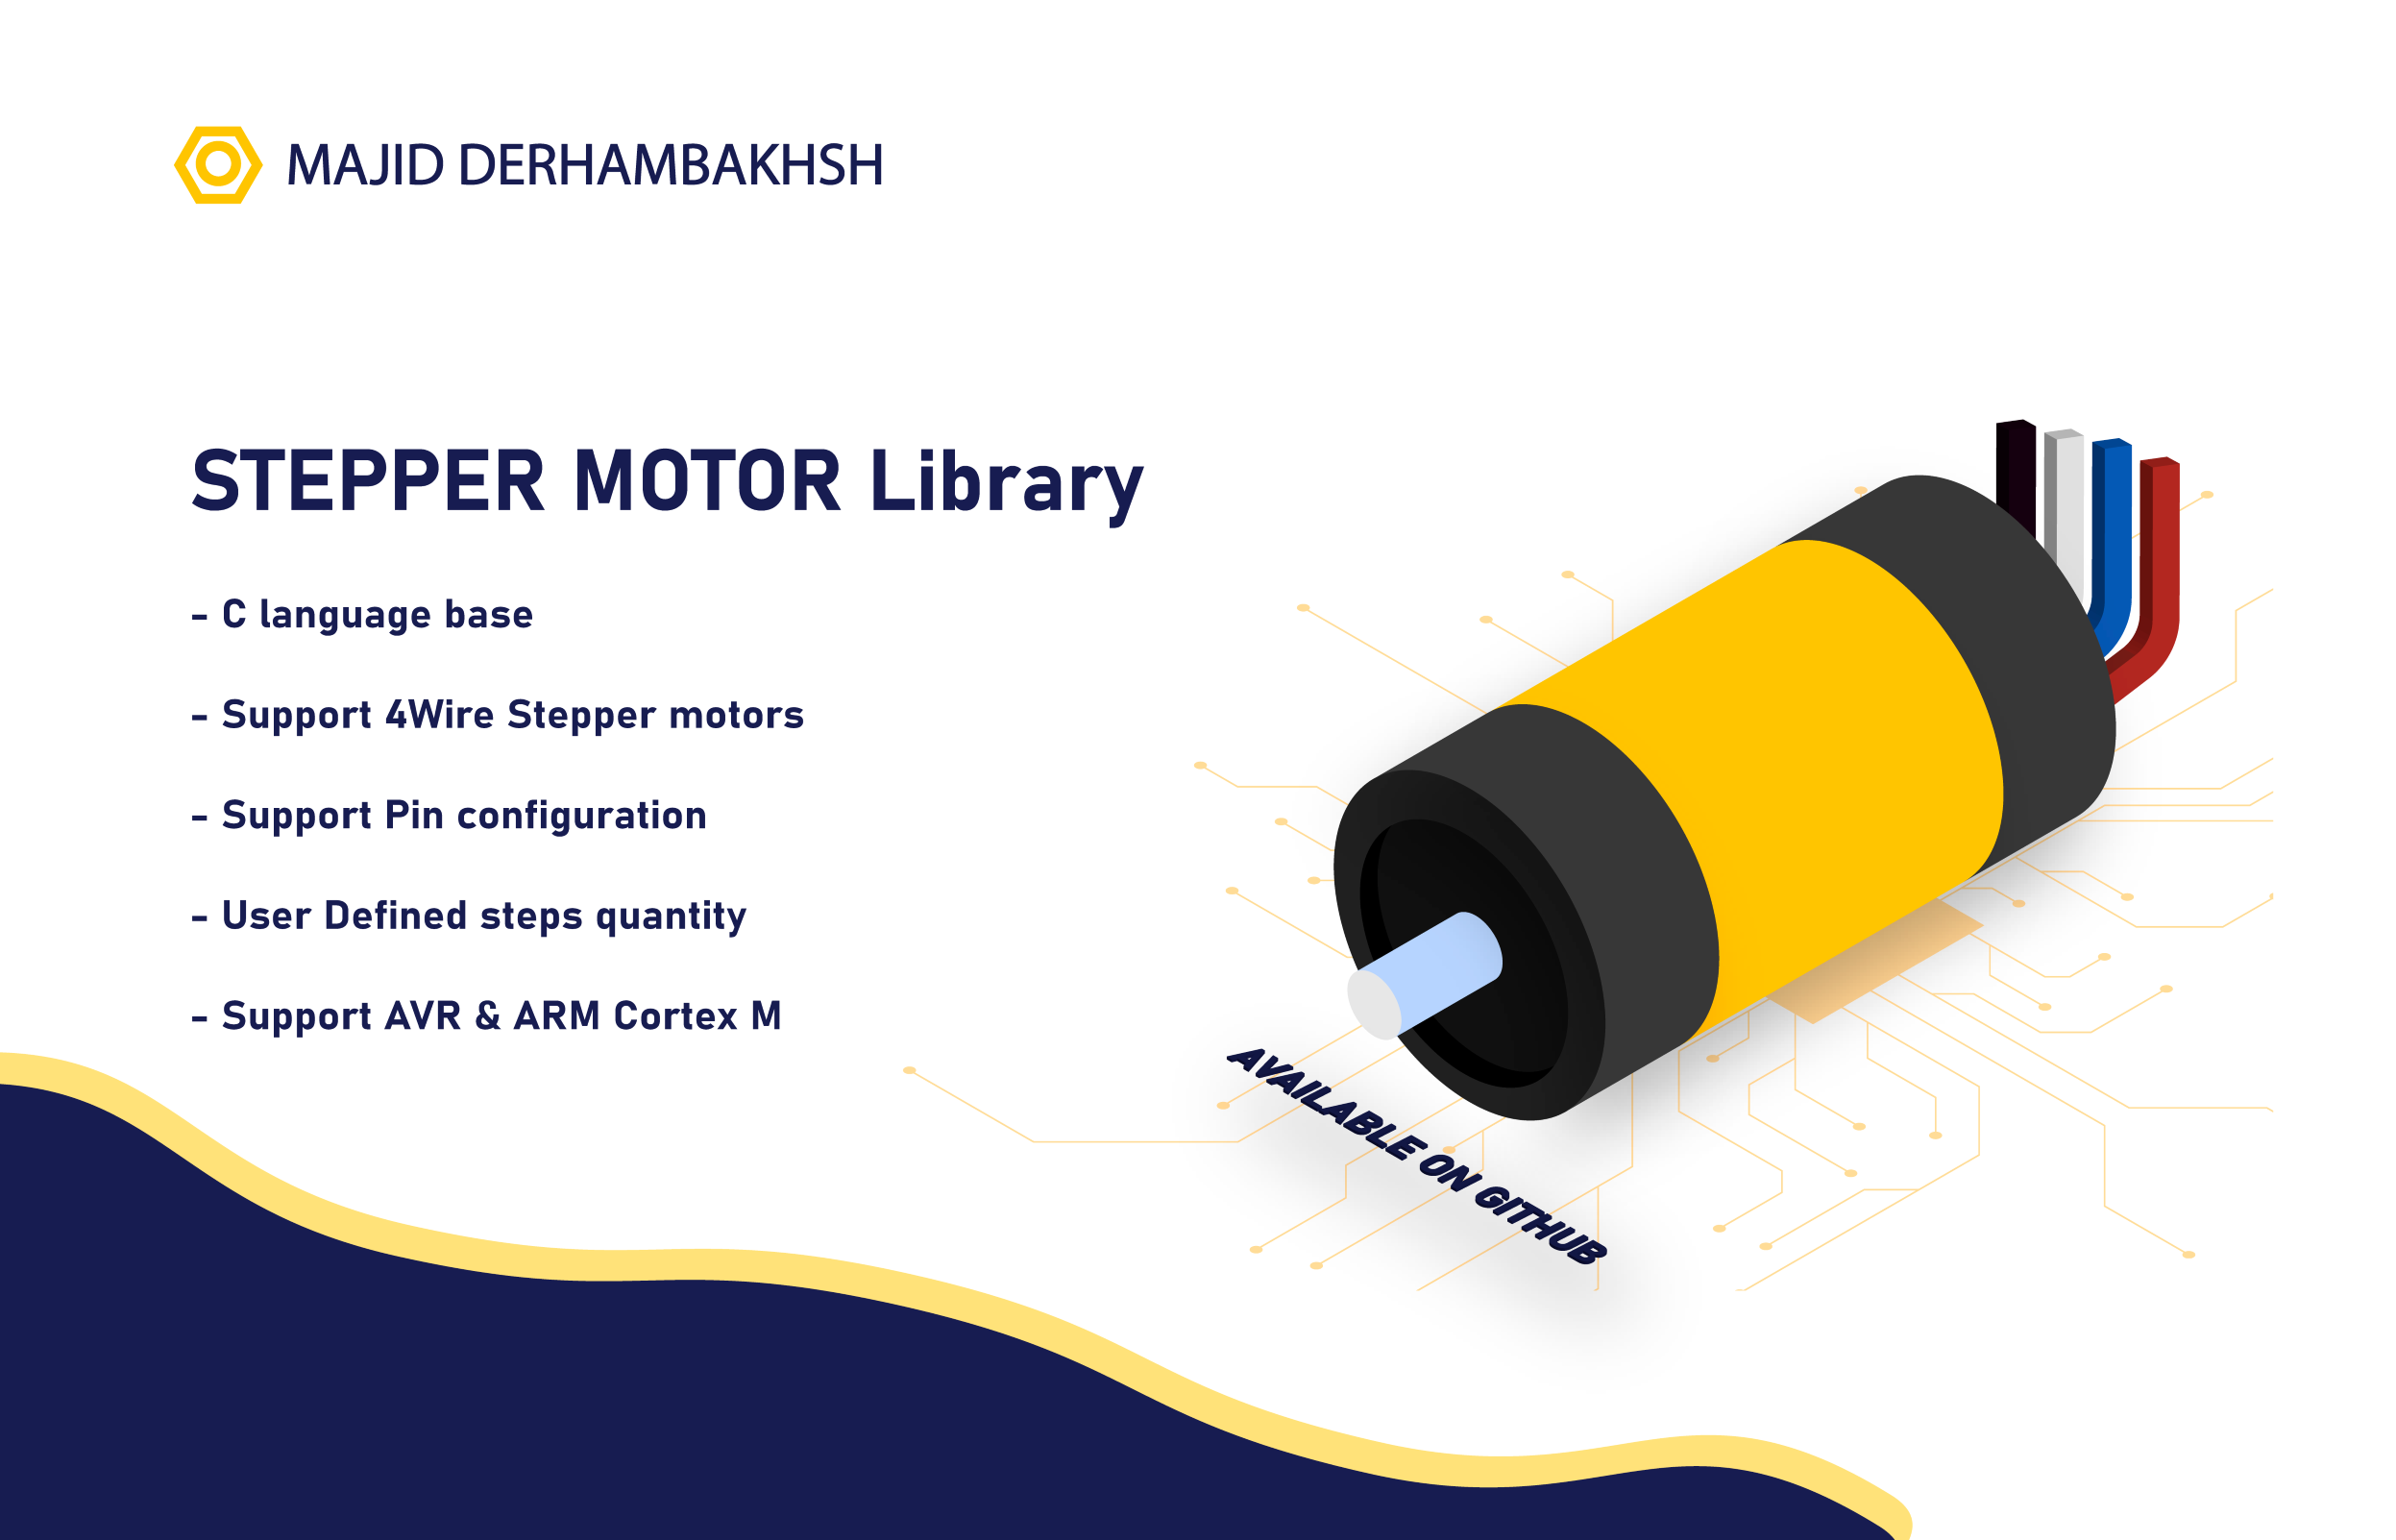 MAJID DERHAMBAKHSH
STEPPER MOTOR Library
- C language base
- Support 4Wire Stepper motors
- Support Pin configuration
- User Defined steps quantity
- Support AVR & ARM Cortex M
AVAILABLE ON GITHUB